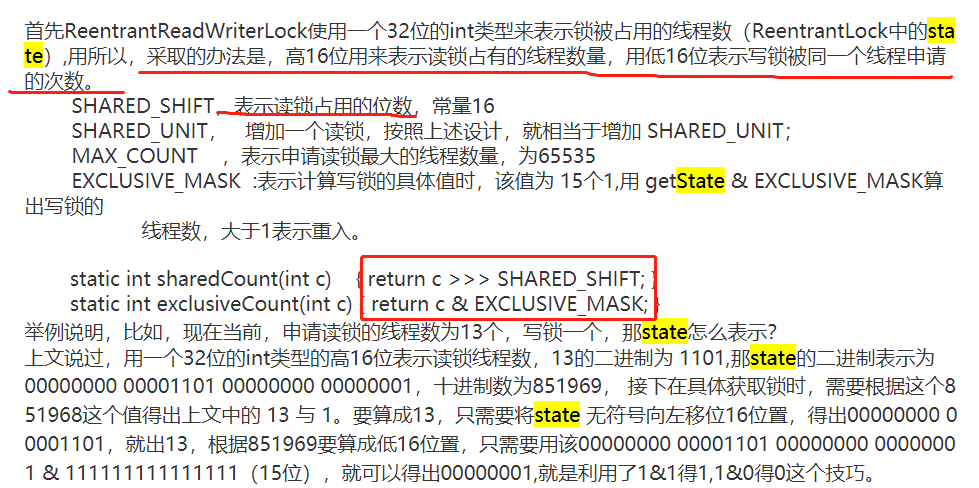 首先ReentrantReadWriterLock使用一个32位的int类型来表示锁被占用的线程数（ReentrantLock中的sta
te）,用所以，采取的办法是，高16位用来表示读锁占有的线程数量，用低16位表示写锁被同一个线程申请
的次数。
SHARED_SHIFT，表示读锁占用的位数，常量16
SHARED_UNIT， 增加一个读锁，按照上述设计，就相当于增加 SHARED_UNIT；
MAX_COUNT ，表示申请读锁最大的线程数量，为65535
EXCLUSIVE_MASK :表示计算写锁的具体值时，该值为 15个1,用 getState & EXCLUSIVE_MASK算
出写锁的
线程数，大于1表示重入。
static int sharedCount(int c) { return c >>> SHARED_SHIFT; }
static int exclusiveCount(int c) { return c & EXCLUSIVE_MASK; }
举例说明，比如，现在当前，申请读锁的线程数为13个，写锁一个，那state怎么表示？
上文说过，用一个32位的int类型的高16位表示读锁线程数，13的二进制为 1101,那state的二进制表示为
00000000 00001101 00000000 00000001，十进制数为851969， 接下在具体获取锁时，需要根据这个8
51968这个值得出上文中的 13 与 1。要算成13，只需要将state 无符号向左移位16位置，得出00000000 0
0001101，就出13，根据851969要算成低16位置，只需要用该00000000 00001101 00000000 0000000
1 & 111111111111111（15位），就可以得出00000001,就是利用了1&1得1,1&0得0这个技巧。